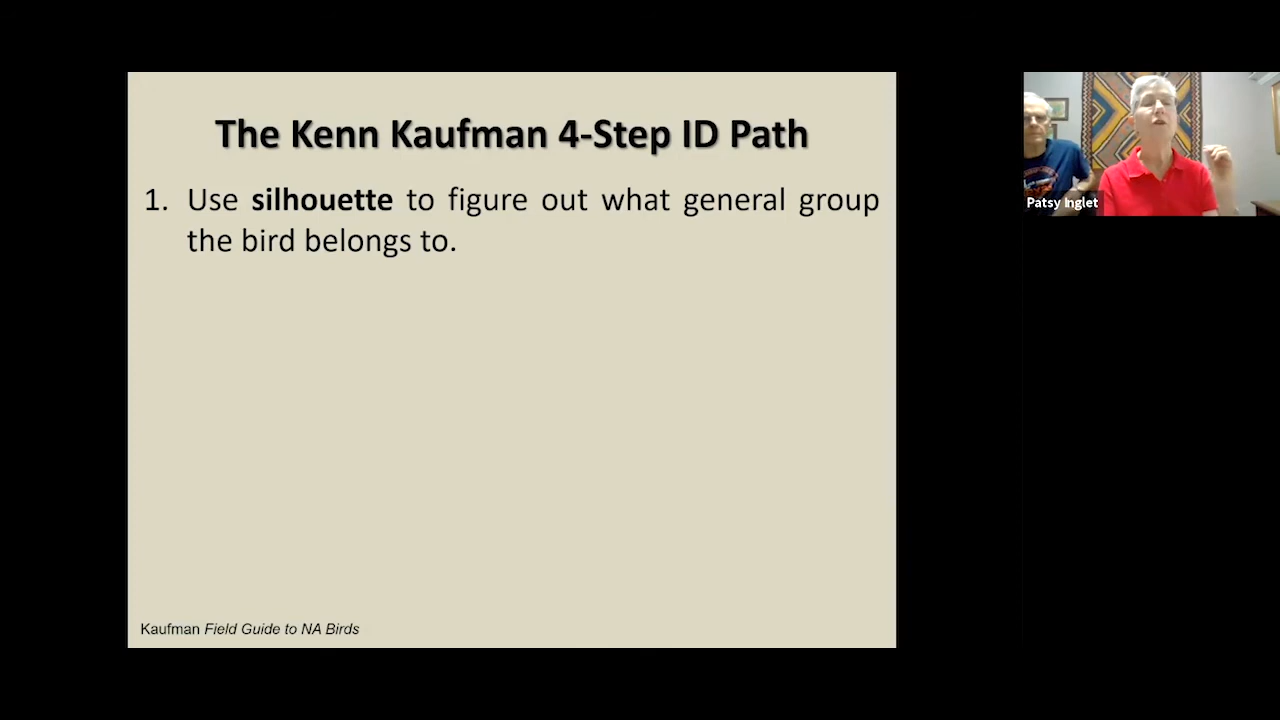 The Kenn Kaufman 4-Step ID Path
1. Use silhouette to figure out what general group
the bird belongs to.
Kaufman Field Guide to NA Birds
Patsy Inglet